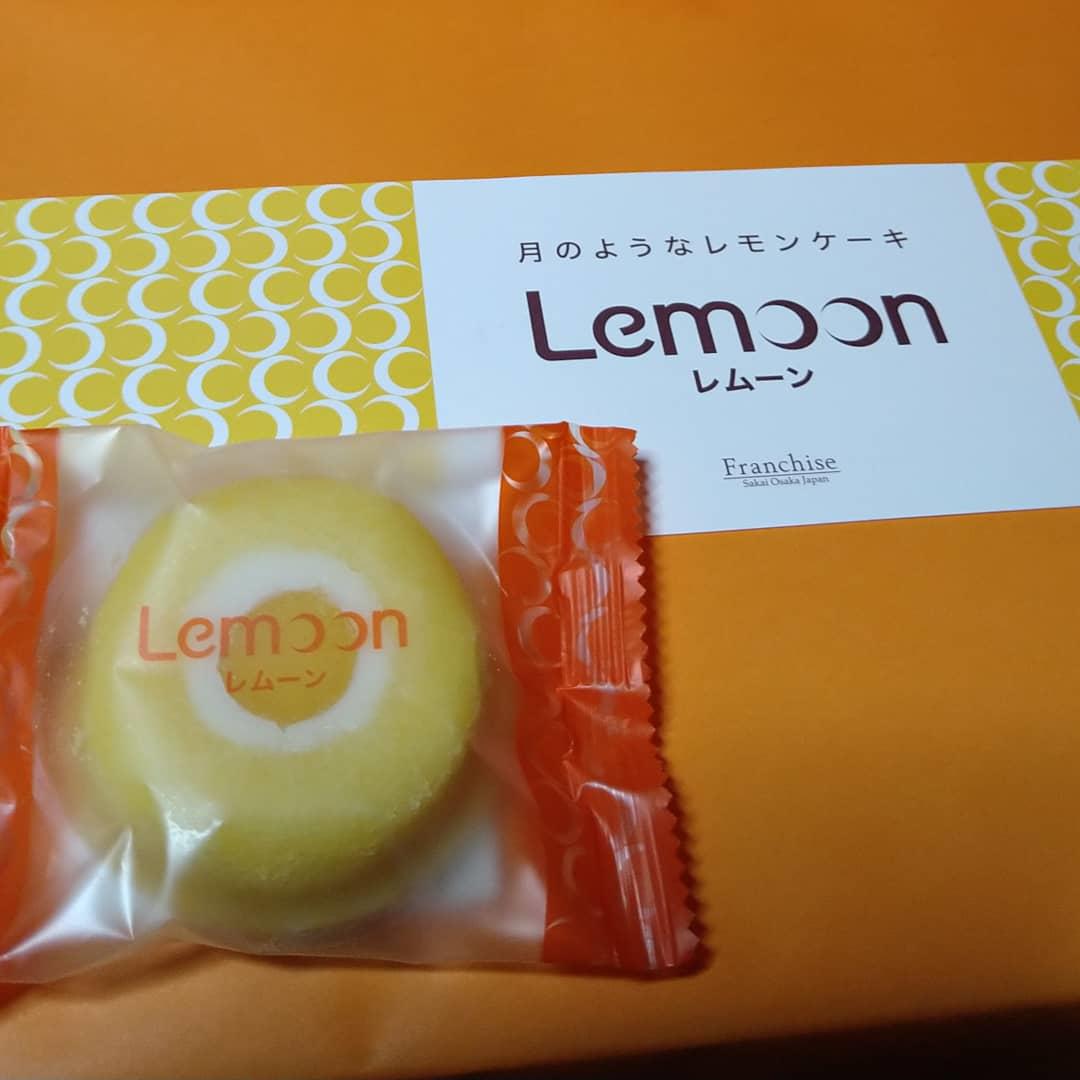 月のようなレモンケーキ
Lemoon
レムーン
Franchise
Sakai Osaka Japan
Lemoon
レムーン